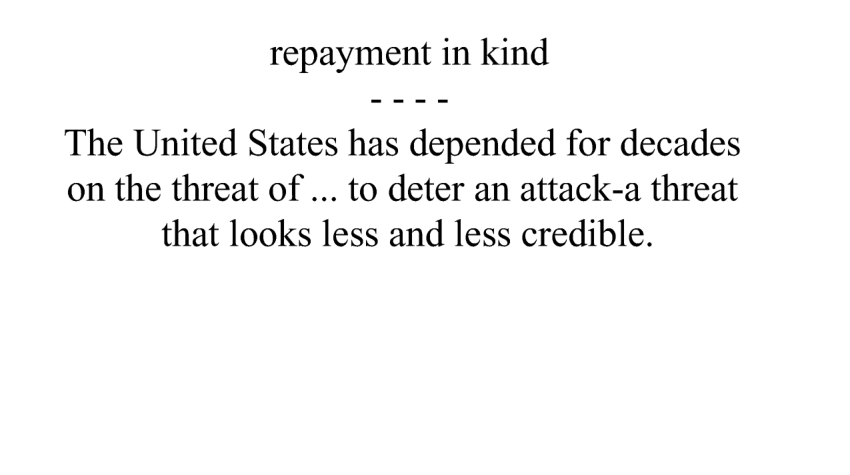 repayment in kind
- - - -
The United States has depended for decades
on the threat of ... to deter an attack-a threat
that looks less and less credible.